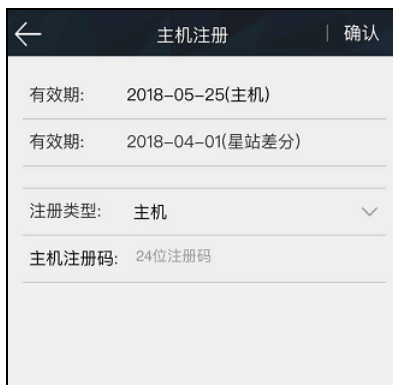 主机注册 确认
有效期: 2018-05-25(主机)
有效期: 2018-04-01(星站差分)
注册类型: 主机
主机注册码: 24位注册码